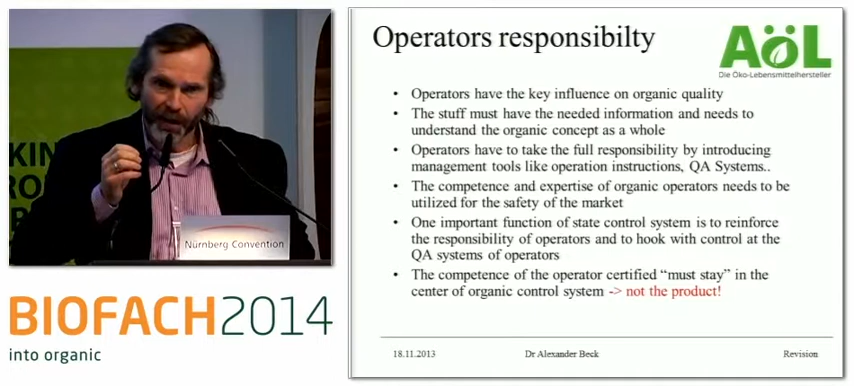 KIN
RO
Nürnberg Convention
BIOFACH2014
into organic
Operators responsibilty
AöL
Die Öko-Lebensmittelhersteller
• Operators have the key influence on organic quality
• The stuff must have the needed information and needs to
understand the organic concept as a whole
• Operators have to take the full responsibility by introducing
management tools like operation instructions, QA Systems..
• The competence and expertise of organic operators needs to be
utilized for the safety of the market
• One important function of state control system is to reinforce
the responsibility of operators and to hook with control at the
QA systems of operators
• The competence of the operator certified “must stay” in the
center of organic control system -> not the product!
18.11.2013 Dr Alexander Beck Revision